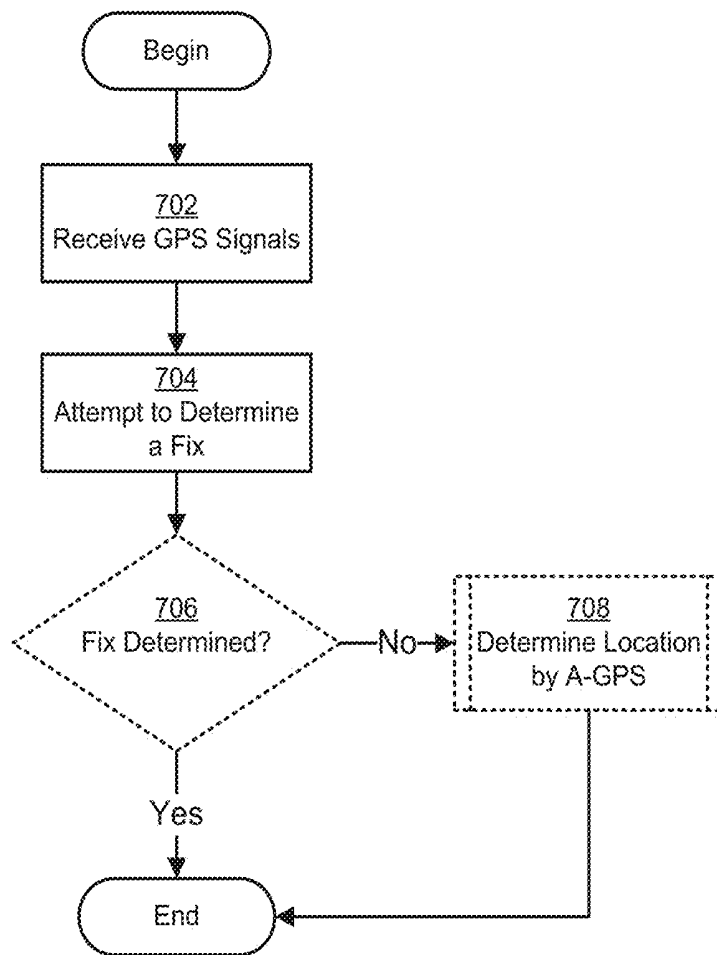 Begin
702
Receive GPS Signals
704
Attempt to Determine
a Fix
706
Fix Determined?
No
708
Determine Location
by A-GPS
Yes
End